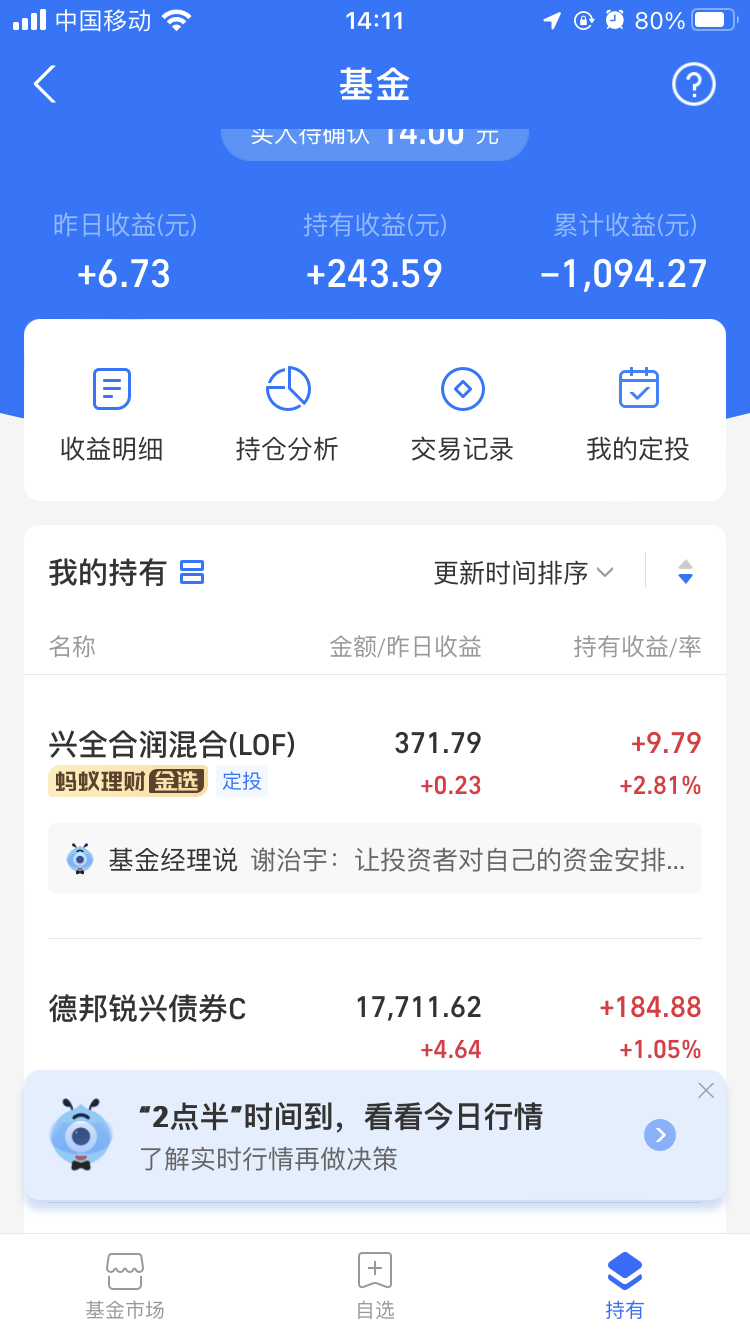 中国移动 14:11 80%
基金
买入待确认 14.00 元
昨日收益(元) 持有收益(元) 累计收益(元)
+6.73 +243.59 −1,094.27
收益明细 持仓分析 交易记录 我的定投
我的持有 更新时间排序
名称 金额/昨日收益 持有收益/率
兴全合润混合(LOF) 371.79 +9.79
蚂蚁理财金选 定投 +0.23 +2.81%
基金经理说 谢治宇：让投资者对自己的资金安排...
德邦锐兴债券C 17,711.62 +184.88
+4.64 +1.05%
“2点半”时间到，看看今日行情
了解实时行情再做决策
基金市场 自选 持有